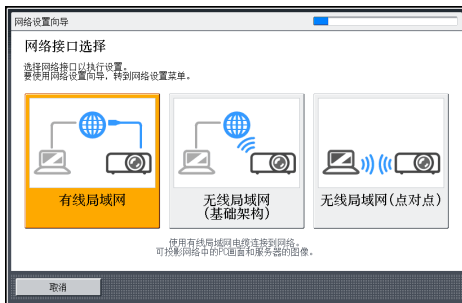 网络设置向导
网络接口选择
选择网络接口以执行设置。
要使用网络设置向导，转到网络设置菜单。
有线局域网
无线局域网
(基础架构)
无线局域网(点对点)
使用有线局域网电缆连接到网络。
可投影网络中的PC画面和服务器的图像。
取消